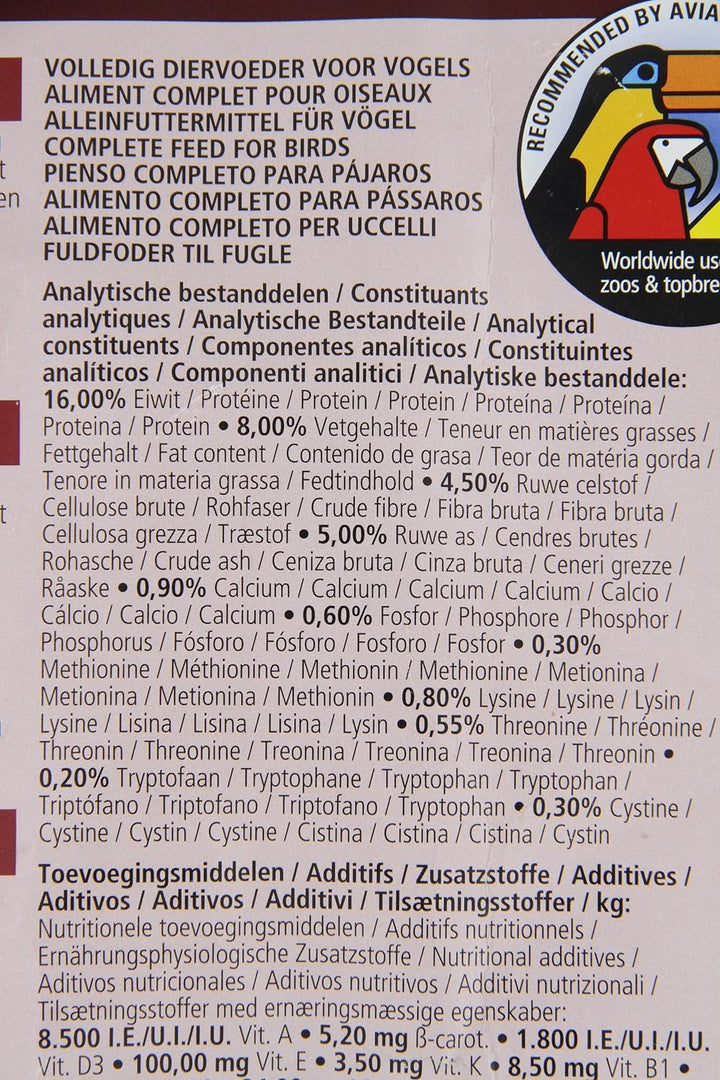 VOLLEDIG DIERVOEDER VOOR VOGELS
ALIMENT COMPLET POUR OISEAUX
ALLEINFUTTERMITTEL FÜR VÖGEL
COMPLETE FEED FOR BIRDS
PIENSO COMPLETO PARA PÁJAROS
ALIMENTO COMPLETO PARA PÁSSAROS
ALIMENTO COMPLETO PER UCCELLI
FULDFODER TIL FUGLE
RECOMMENDED BY AVIA
Worldwide us
zoos & topbre
Analytische bestanddelen / Constituants
analytiques / Analytische Bestandteile / Analytical
constituents / Componentes analíticos / Constituintes
analíticos / Componenti analitici / Analytiske bestanddele:
16,00% Eiwit / Protéine / Protein / Protein / Proteína / Proteína /
Proteina / Protein • 8,00% Vetgehalte / Teneur en matières grasses /
Fettgehalt / Fat content / Contenido de grasa / Teor de matéria gorda /
Tenore in materia grassa / Fedtindhold • 4,50% Ruwe celstof /
Cellulose brute / Rohfaser / Crude fibre / Fibra bruta / Fibra bruta /
Cellulosa grezza / Træstof • 5,00% Ruwe as / Cendres brutes /
Rohasche / Crude ash / Ceniza bruta / Cinza bruta / Ceneri grezze /
Råaske • 0,90% Calcium / Calcium / Calcium / Calcium / Calcio /
Cálcio / Calcio / Calcium • 0,60% Fosfor / Phosphore / Phosphor /
Phosphorus / Fósforo / Fósforo / Fosforo / Fosfor • 0,30%
Methionine / Méthionine / Methionin / Methionine / Metionina /
Metionina / Metionina / Methionin • 0,80% Lysine / Lysine / Lysin /
Lysine / Lisina / Lisina / Lisina / Lysin • 0,55% Threonine / Thréonine /
Threonin / Threonine / Treonina / Treonina / Treonina / Threonin •
0,20% Tryptofaan / Tryptophane / Tryptophan / Tryptophan /
Triptófano / Triptofano / Triptofano / Tryptophan • 0,30% Cystine /
Cystine / Cystin / Cystine / Cistina / Cistina / Cistina / Cystin
Toevoegingsmiddelen / Additifs / Zusatzstoffe / Additives /
Aditivos / Aditivos / Additivi / Tilsætningsstoffer / kg:
Nutritionele toevoegingsmiddelen / Additifs nutritionnels /
Ernährungsphysiologische Zusatzstoffe / Nutritional additives /
Aditivos nutricionales / Aditivos nutritivos / Additivi nutrizionali /
Tilsætningsstoffer med ernæringsmæssige egenskaber:
8.500 I.E./U.I./I.U. Vit. A • 5,20 mg ß-carot. • 1.800 I.E./U.I./I.U.
Vit. D3 • 100,00 mg Vit. E • 3,50 mg Vit. K • 8,50 mg Vit. B1 •